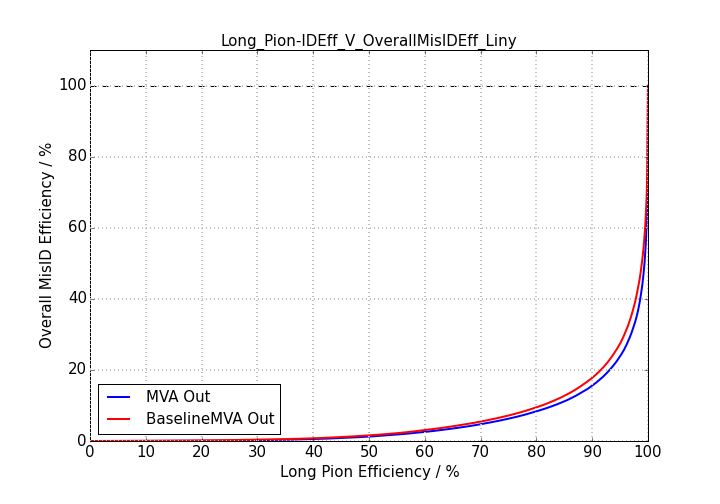 Long_Pion-IDEff_V_OverallMisIDEff_Liny
Overall MisID Efficiency / %
100
80
60
40
20
0
MVA Out
BaselineMVA Out
0 10 20 30 40 50 60 70 80 90 100
Long Pion Efficiency / %